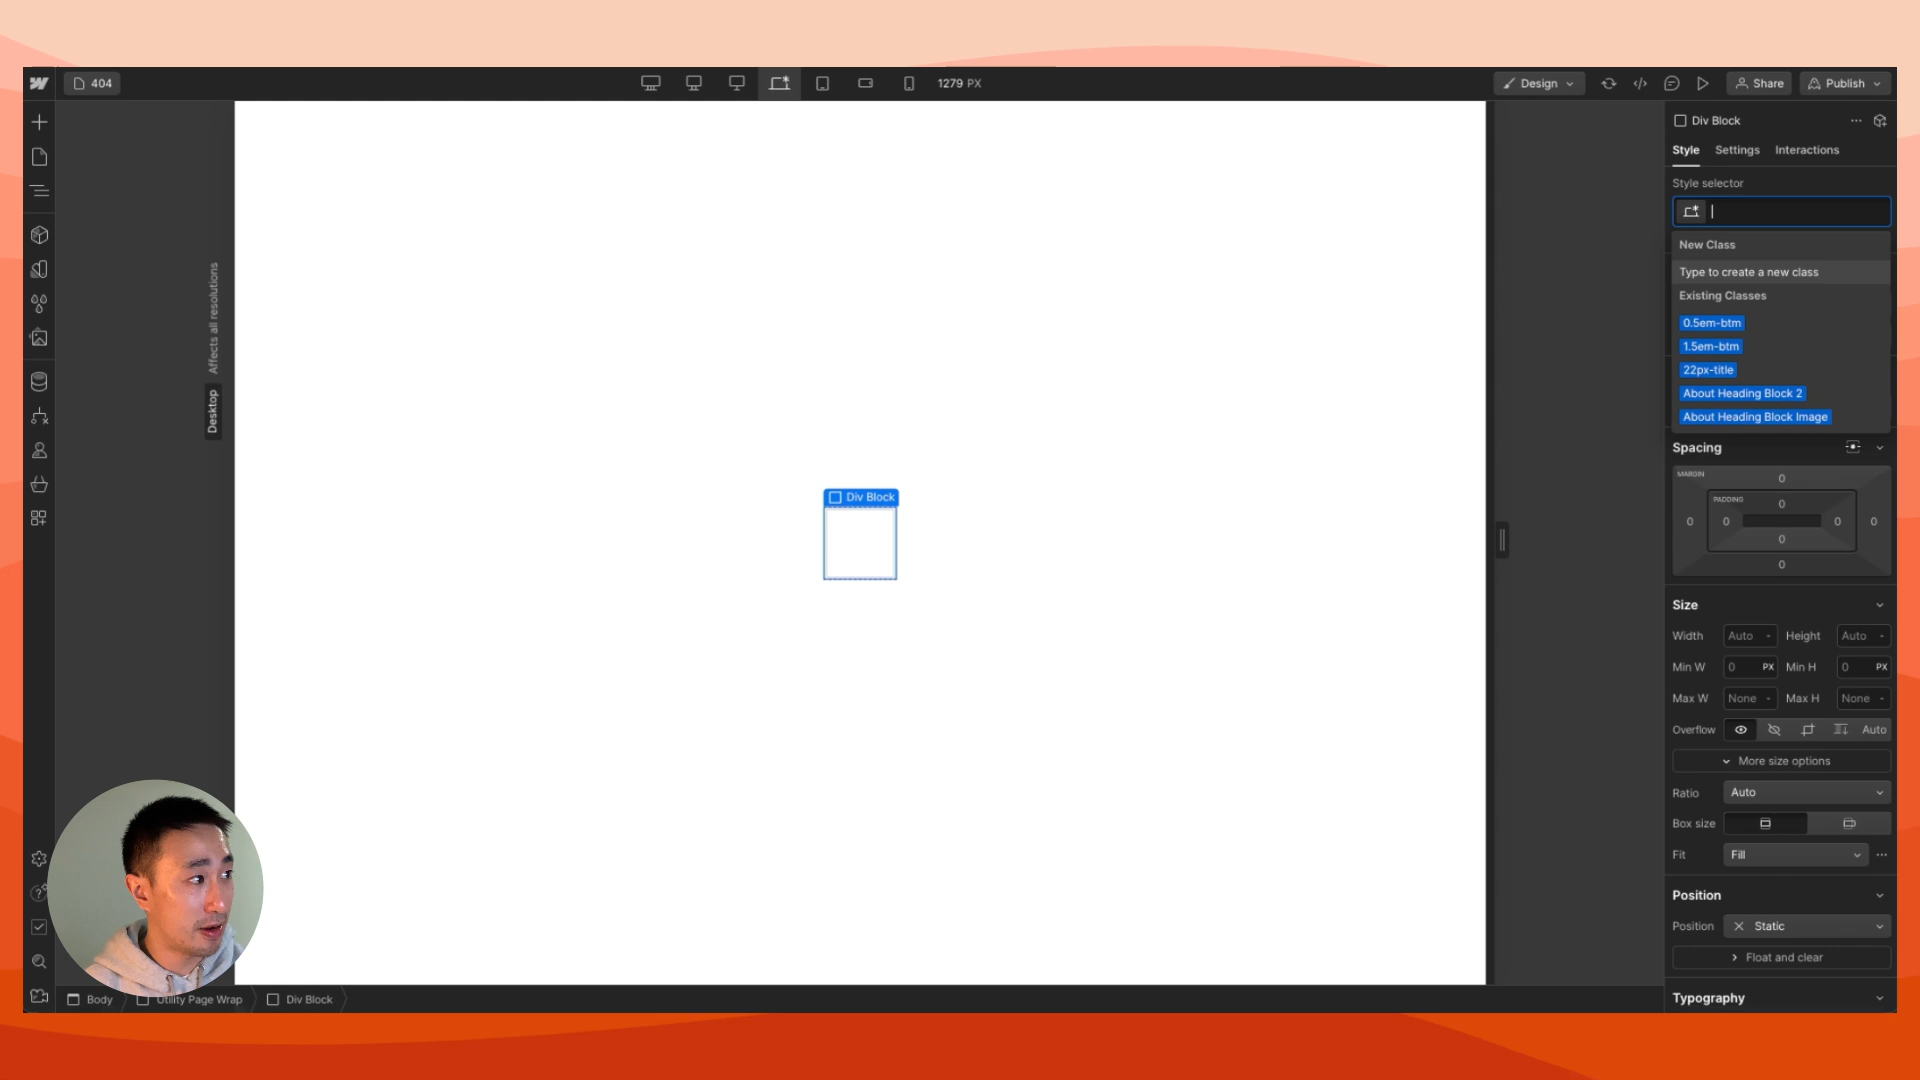 404
1279 PX
Design
Share
Publish
Affects all resolutions
Desktop
Div Block
Div Block
Style Settings Interactions
Style selector
New Class
Type to create a new class
Existing Classes
0.5em-btm
1.5em-btm
22px-title
About Heading Block 2
About Heading Block Image
Spacing
MARGIN
0
PADDING
0
0 0 0 0
0
0
Size
Width Auto - Height Auto -
Min W 0 PX Min H 0 PX
Max W None - Max H None -
Overflow Auto
More size options
Ratio Auto
Box size
Fit Fill
Position
Position Static
Float and clear
Typography
Body Utility Page Wrap Div Block